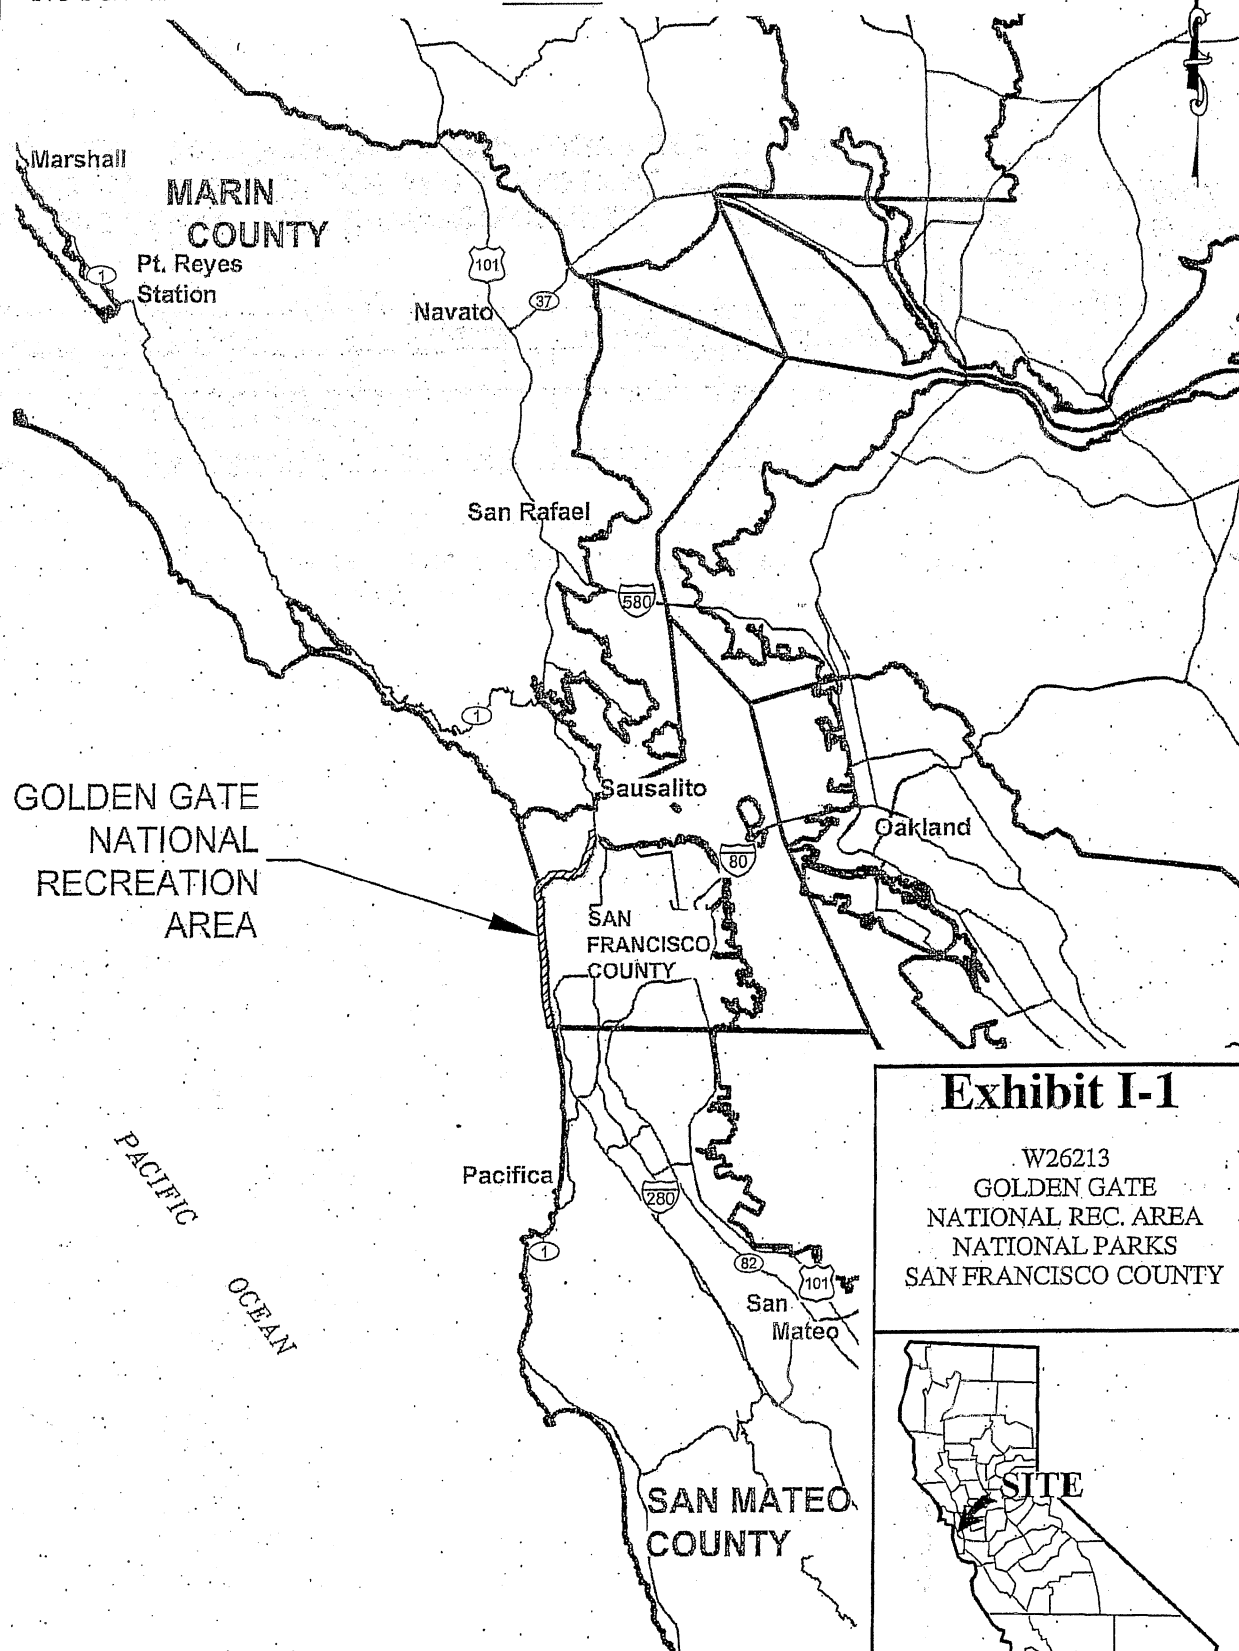 Marshall
MARIN
COUNTY
1
Pt. Reyes
Station
101
Navato
37
San Rafael
580
1
Sausalito
GOLDEN GATE
NATIONAL
RECREATION
AREA
Oakland
80
SAN
FRANCISCO
COUNTY
PACIFIC
OCEAN
Pacifica
280
1
82
101
San
Mateo
SAN MATEO
COUNTY
Exhibit I-1
W26213
GOLDEN GATE
NATIONAL REC. AREA
NATIONAL PARKS
SAN FRANCISCO COUNTY
SITE